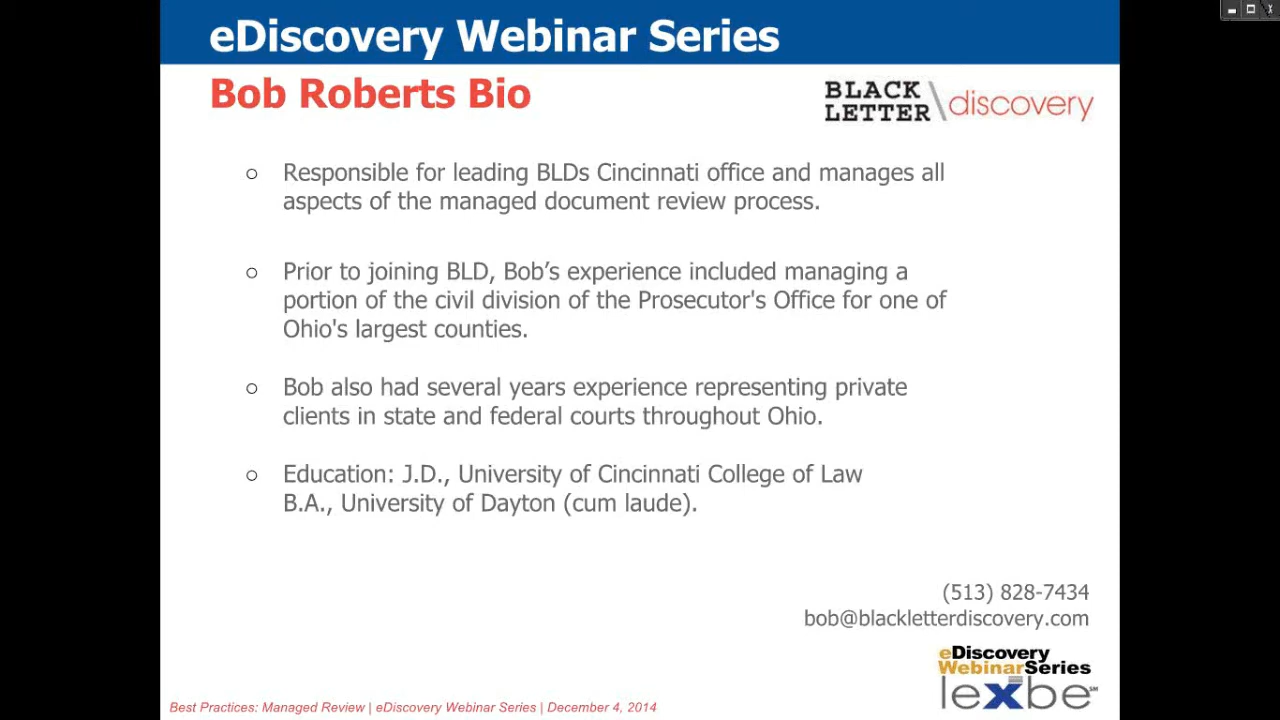 eDiscovery Webinar Series
Bob Roberts Bio
BLACK
LETTER
discovery
○ Responsible for leading BLDs Cincinnati office and manages all
aspects of the managed document review process.
○ Prior to joining BLD, Bob’s experience included managing a
portion of the civil division of the Prosecutor's Office for one of
Ohio's largest counties.
○ Bob also had several years experience representing private
clients in state and federal courts throughout Ohio.
○ Education: J.D., University of Cincinnati College of Law
B.A., University of Dayton (cum laude).
(513) 828-7434
bob@blackletterdiscovery.com
eDiscovery
WebinarSeries
lexbe SM
Best Practices: Managed Review | eDiscovery Webinar Series | December 4, 2014